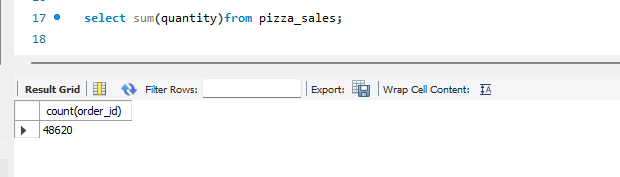 17 select sum(quantity)from pizza_sales;
18
Result Grid Filter Rows: Export: Wrap Cell Content:
count(order_id)
48620